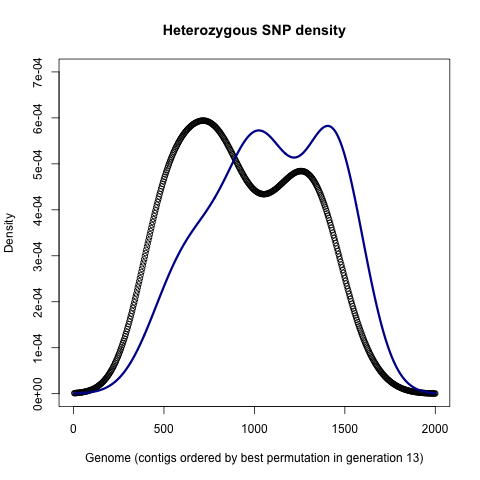 Heterozygous SNP density
7e-04
6e-04
5e-04
4e-04
3e-04
2e-04
1e-04
0e+00
Density
0 500 1000 1500 2000
Genome (contigs ordered by best permutation in generation 13)